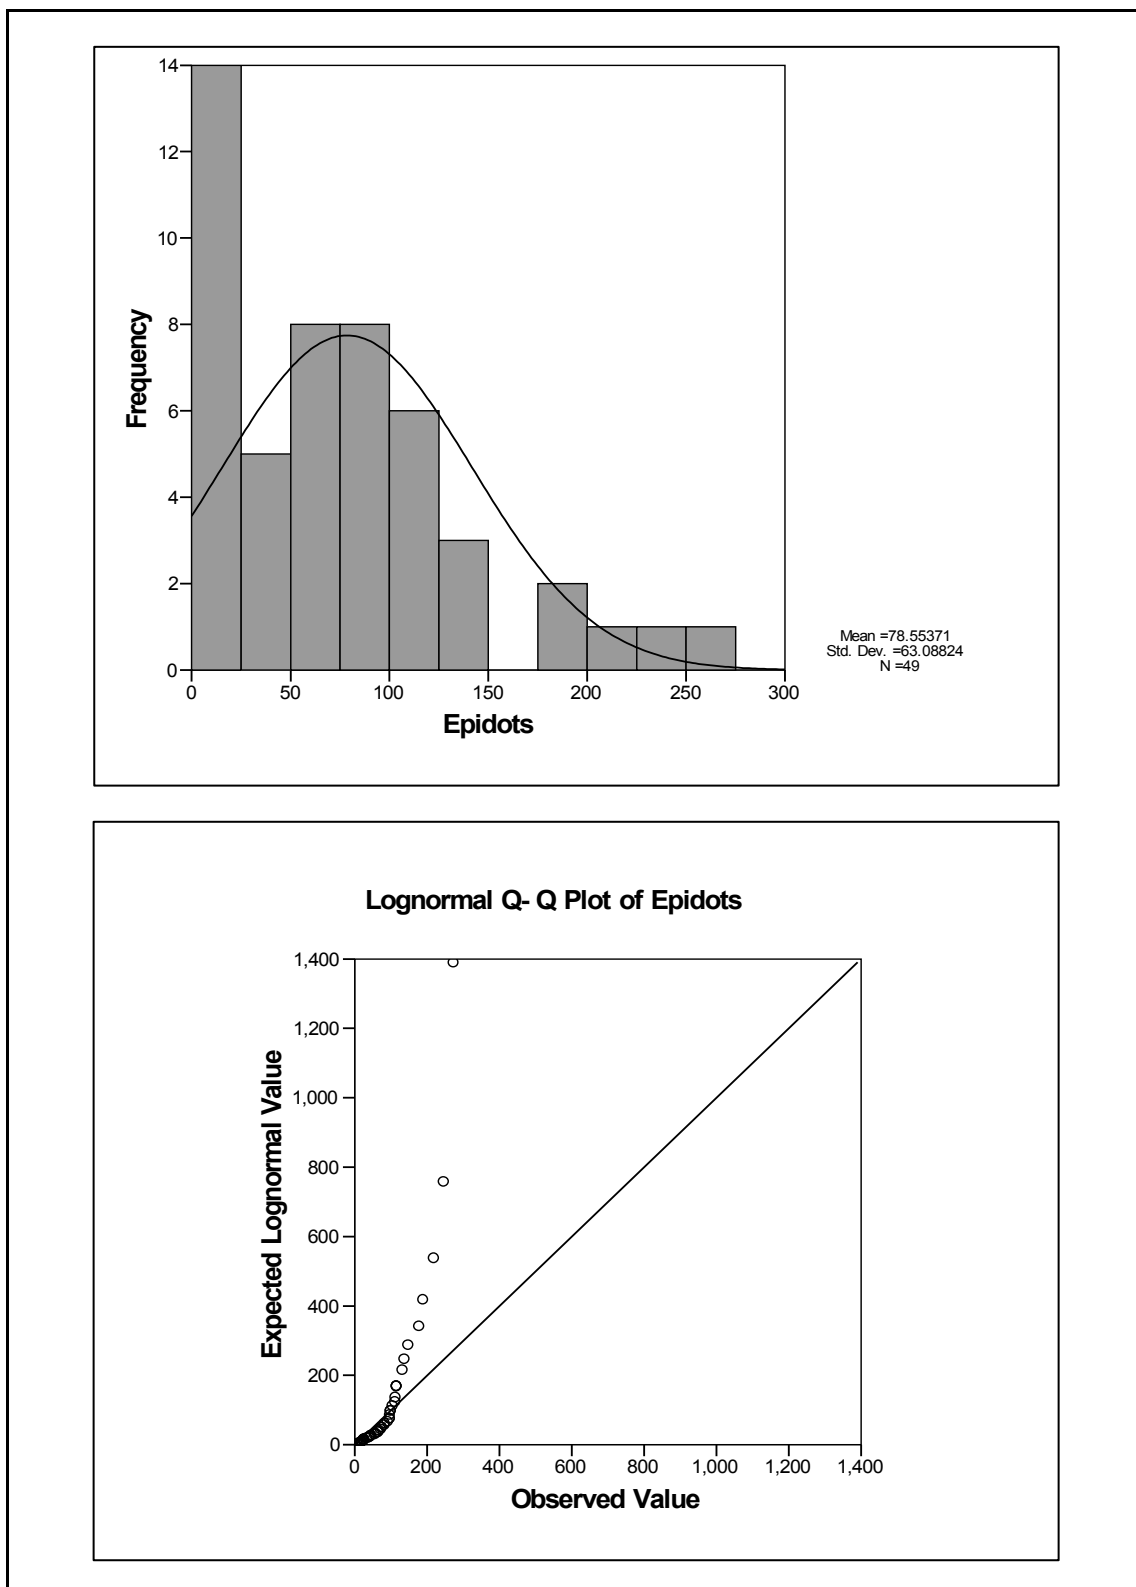 14
12
10
8
6
4
2
0
Frequency
0 50 100 150 200 250 300
Epidots
Mean =78.55371
Std. Dev. =63.08824
N =49
Lognormal Q- Q Plot of Epidots
1,400
1,200
1,000
800
600
400
200
0
Expected Lognormal Value
0 200 400 600 800 1,000 1,200 1,400
Observed Value